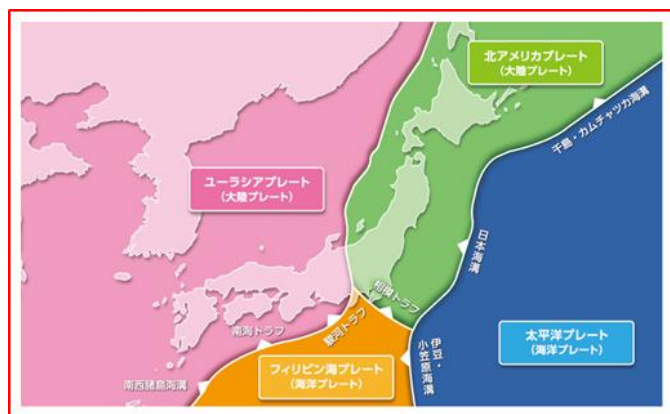 北アメリカプレート
(大陸プレート)
千島・カムチャツカ海溝
ユーラシアプレート
(大陸プレート)
日本海溝
相模トラフ
南海トラフ
駿河トラフ
伊豆・
小笠原海溝
太平洋プレート
(海洋プレート)
フィリピン海プレート
(海洋プレート)
南西諸島海溝